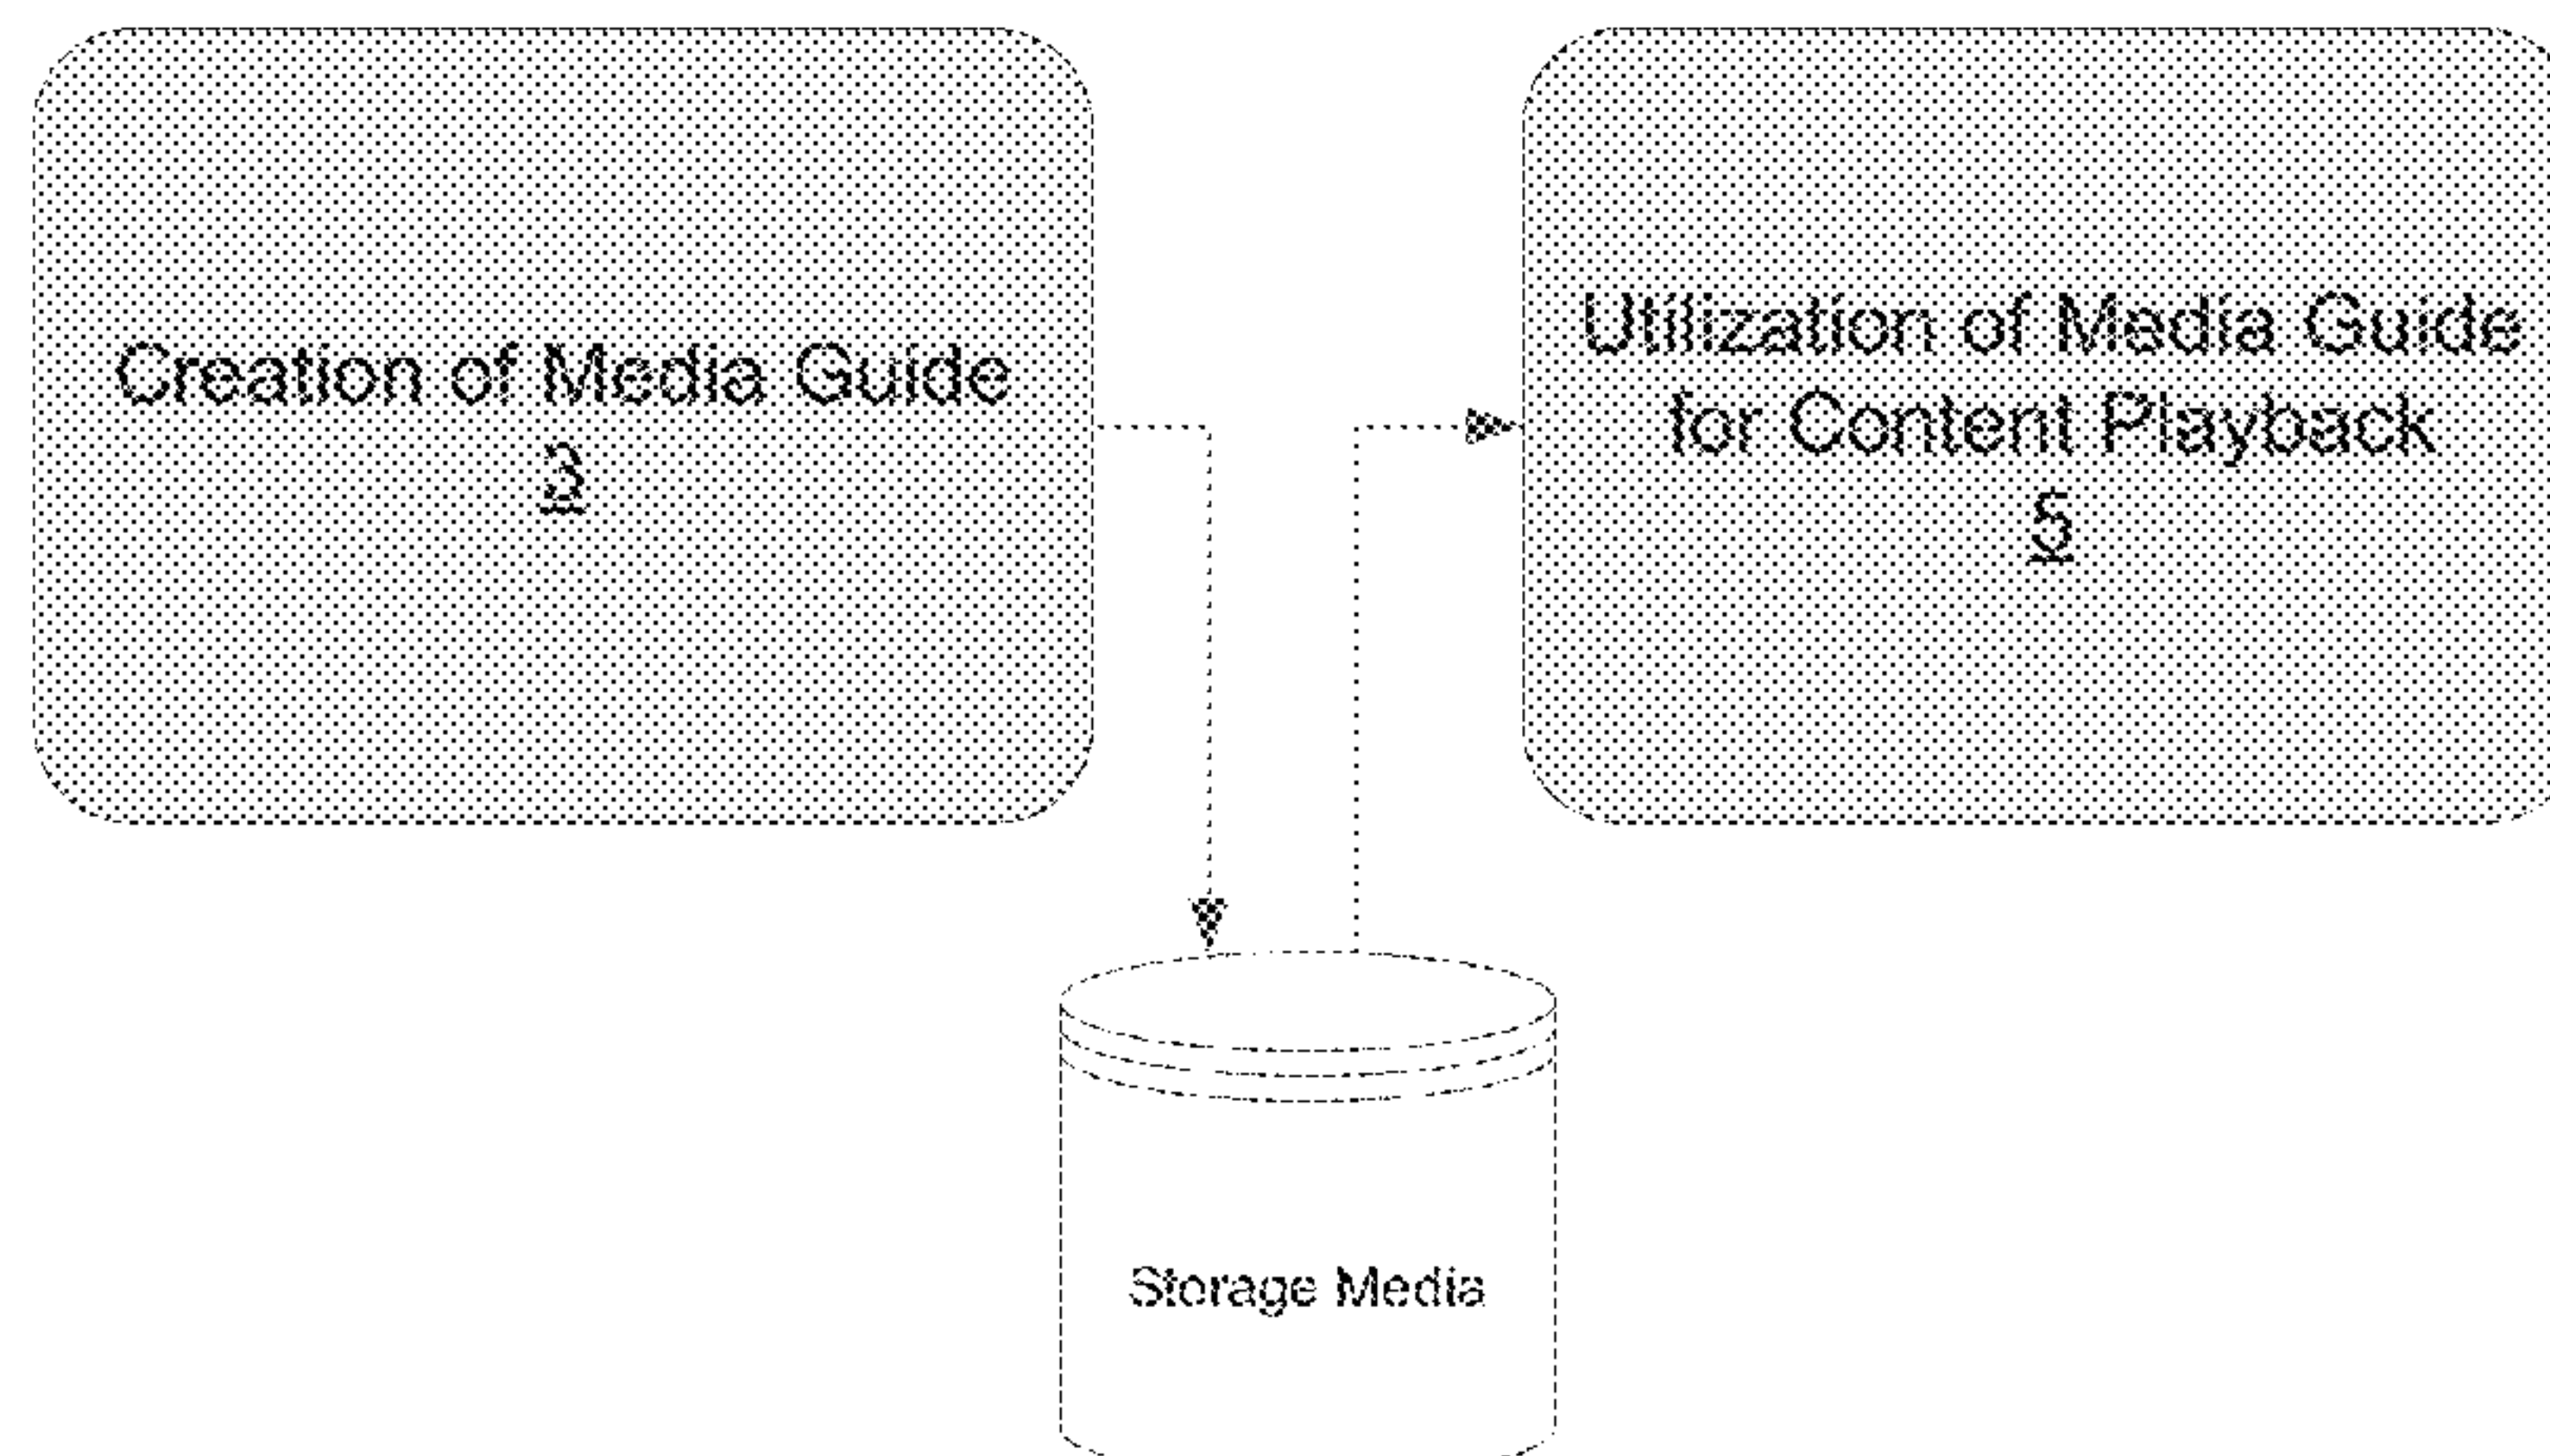 Creation of Media Guide
3
Utilization of Media Guide
for Content Playback
5
Storage Media